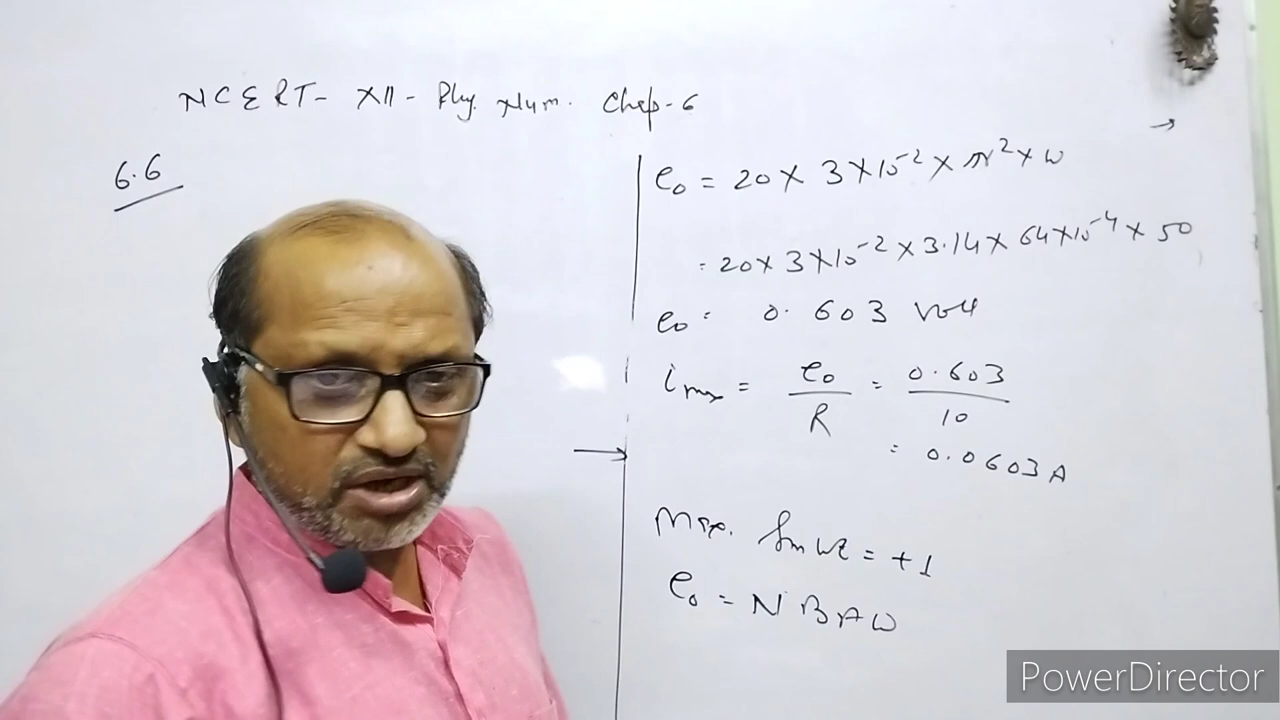 NCERT- XII- Phy. Num. Chap-6
6.6
e₀ = 20 × 3×10⁻² × πr² × ω
= 20 × 3×10⁻² × 3.14 × 64×10⁻⁴ × 50
e₀ = 0.603 Volt
i max = e₀/R = 0.603/10
= 0.0603 A
Max. Sin ωt = +1
e₀ = NBAω
PowerDirector